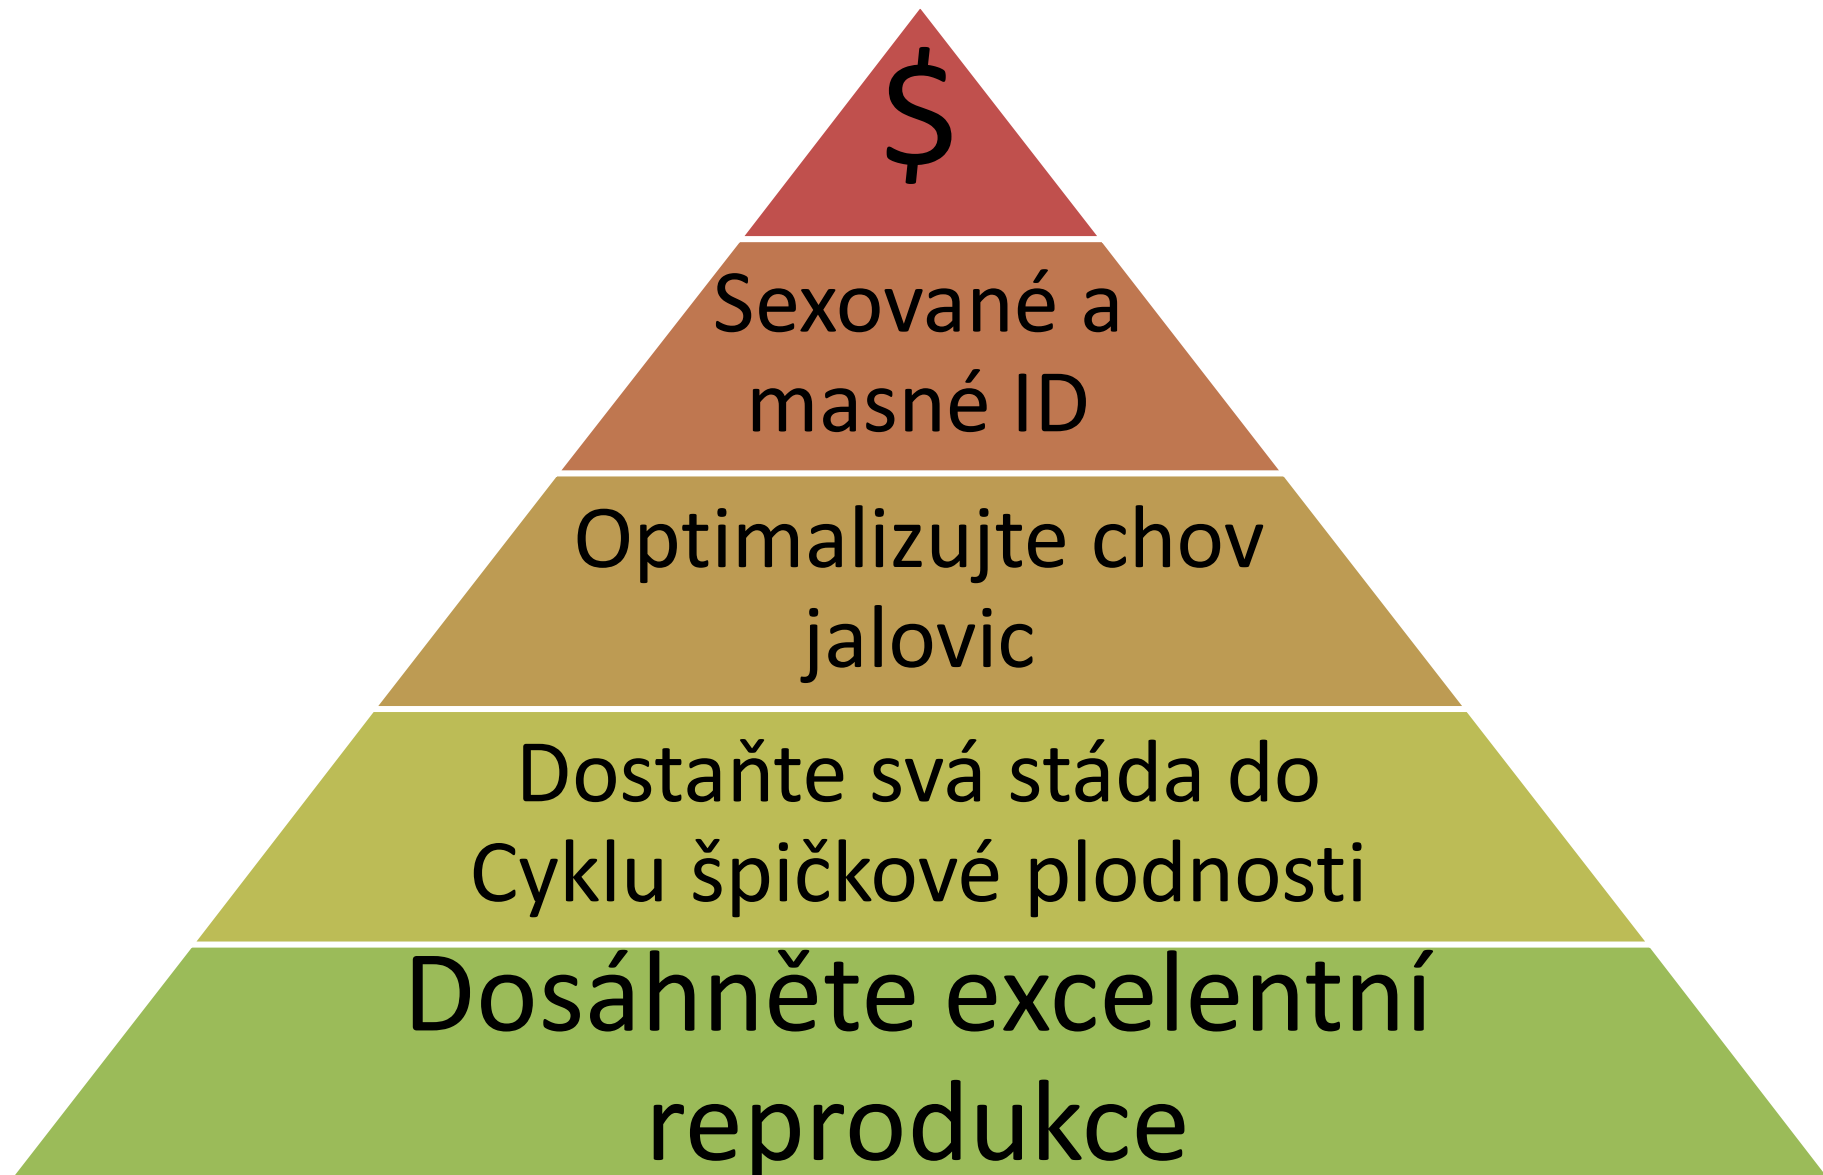 $
Sexované a
masné ID
Optimalizujte chov
jalovic
Dostaňte svá stáda do
Cyklu špičkové plodnosti
Dosáhněte excelentní
reprodukce